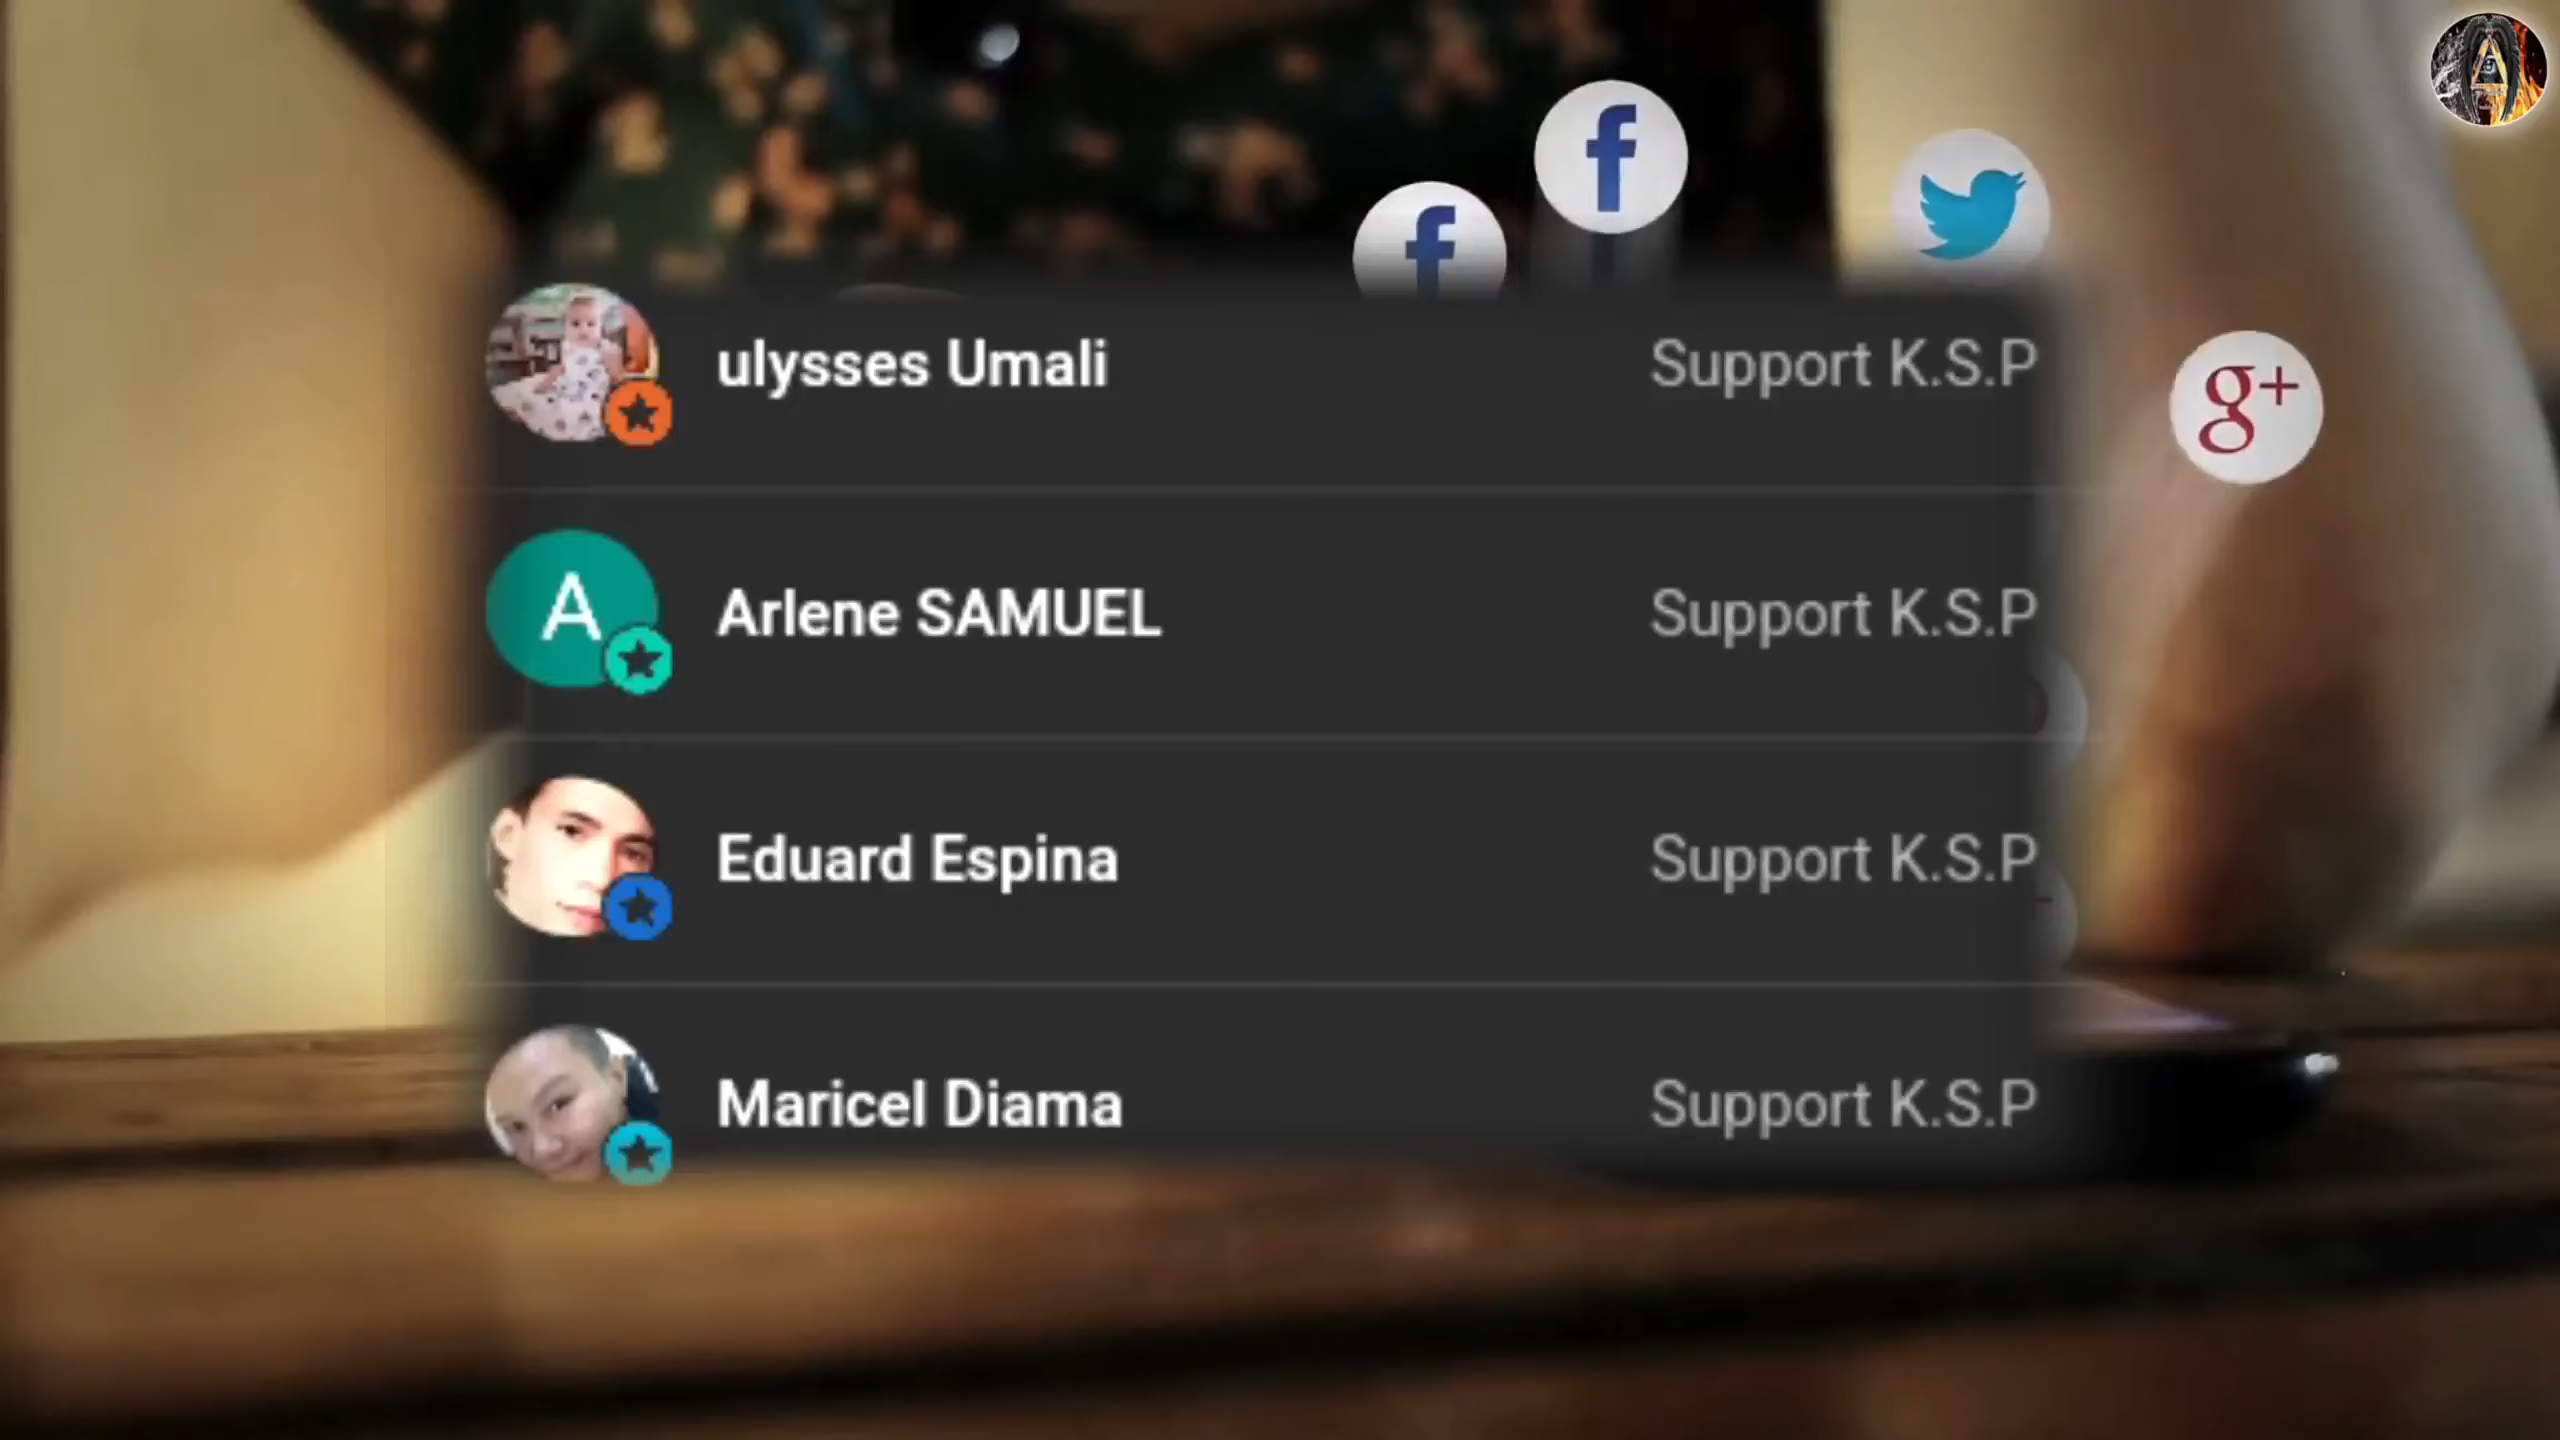 f
f
g+
ulysses Umali Support K.S.P
A
Arlene SAMUEL Support K.S.P
Eduard Espina Support K.S.P
Maricel Diama Support K.S.P